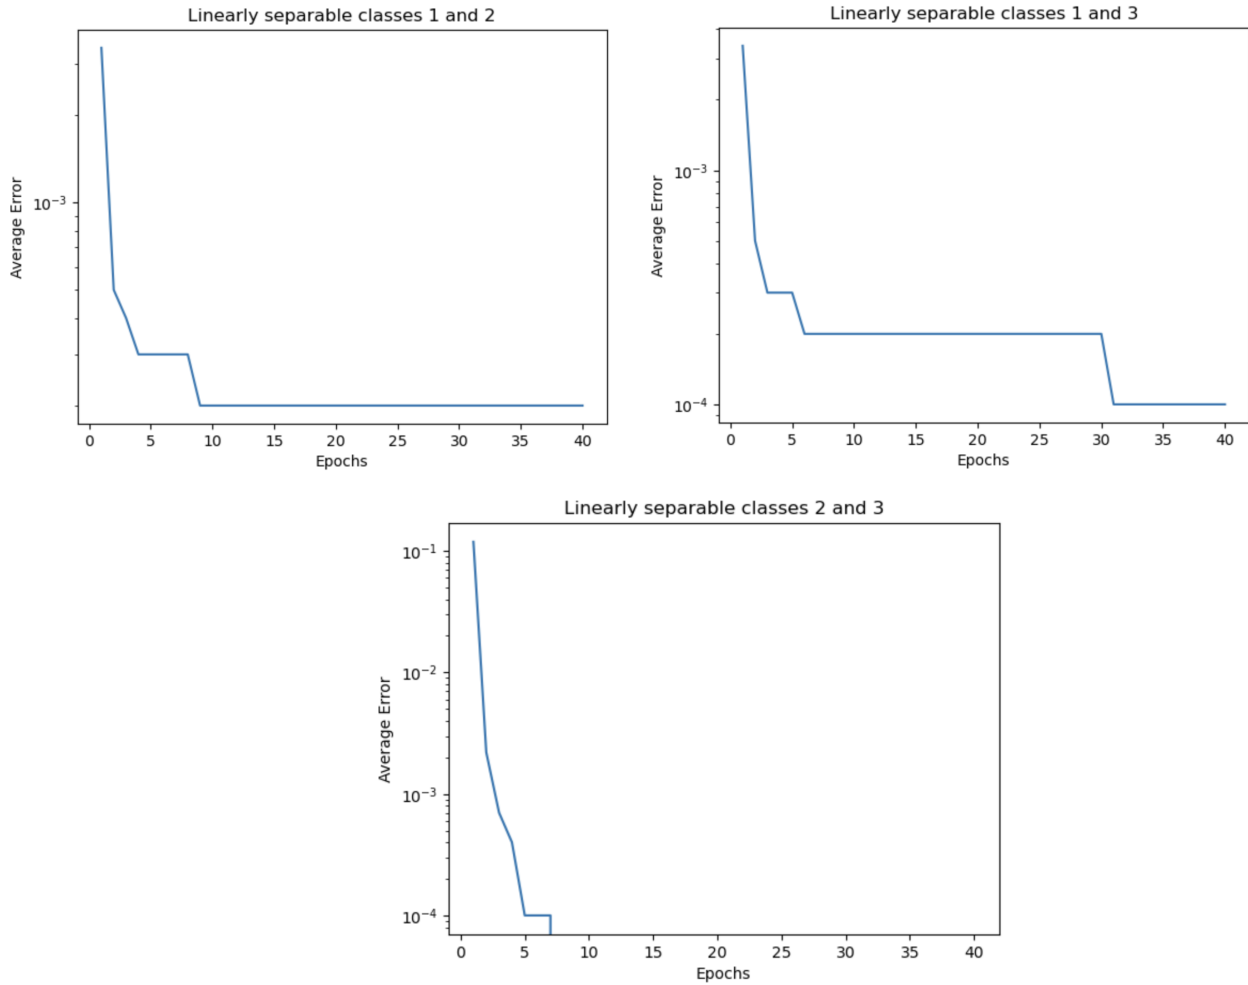 Linearly separable classes 1 and 2
Average Error
10⁻³
0 5 10 15 20 25 30 35 40
Epochs
Linearly separable classes 1 and 3
Average Error
10⁻³
10⁻⁴
0 5 10 15 20 25 30 35 40
Epochs
Linearly separable classes 2 and 3
Average Error
10⁻¹
10⁻²
10⁻³
10⁻⁴
0 5 10 15 20 25 30 35 40
Epochs